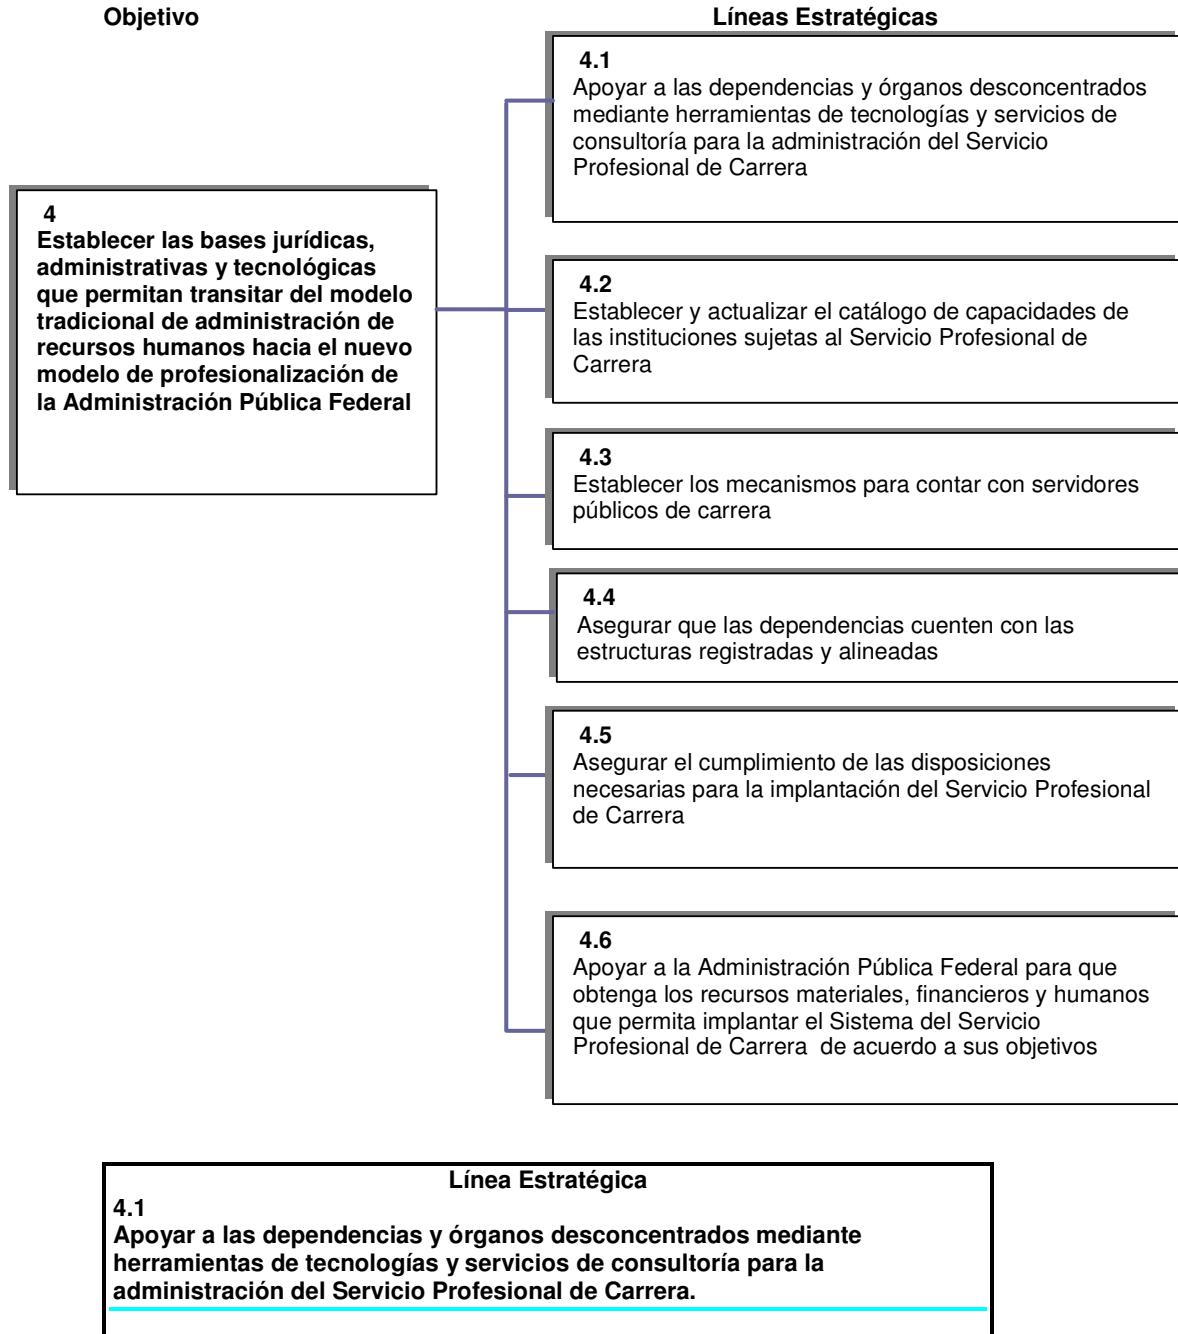 Objetivo
Líneas Estratégicas
4
Establecer las bases jurídicas,
administrativas y tecnológicas
que permitan transitar del modelo
tradicional de administración de
recursos humanos hacia el nuevo
modelo de profesionalización de
la Administración Pública Federal
4.1
Apoyar a las dependencias y órganos desconcentrados
mediante herramientas de tecnologías y servicios de
consultoría para la administración del Servicio
Profesional de Carrera
4.2
Establecer y actualizar el catálogo de capacidades de
las instituciones sujetas al Servicio Profesional de
Carrera
4.3
Establecer los mecanismos para contar con servidores
públicos de carrera
4.4
Asegurar que las dependencias cuenten con las
estructuras registradas y alineadas
4.5
Asegurar el cumplimiento de las disposiciones
necesarias para la implantación del Servicio Profesional
de Carrera
4.6
Apoyar a la Administración Pública Federal para que
obtenga los recursos materiales, financieros y humanos
que permita implantar el Sistema del Servicio
Profesional de Carrera  de acuerdo a sus objetivos
Línea Estratégica
4.1
Apoyar a las dependencias y órganos desconcentrados mediante
herramientas de tecnologías y servicios de consultoría para la
administración del Servicio Profesional de Carrera.